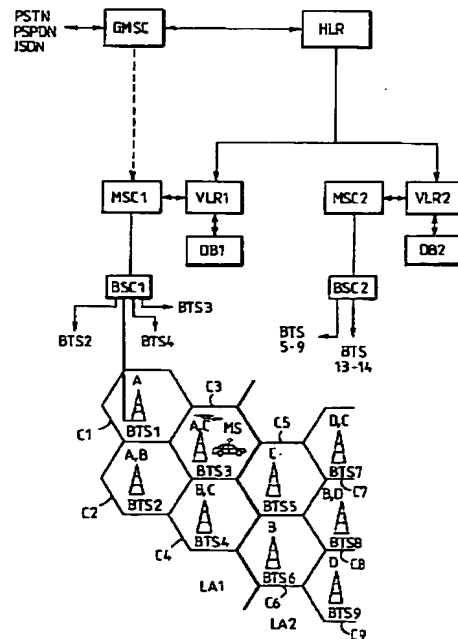 PSTN
PSPDN
ISDN
GMSC
HLR
MSC1
VLR1
MSC2
VLR2
DB1
DB2
BSC1
BSC2
BTS3
BTS2
BTS4
BTS
5-9
BTS
13-14
A
C3
C1
BTS1
A,C
MS
C5
D,C
BTS3
BTS7
A,B
C.
C7
C2
BTS2
B,C
BTS5
B,D
BTS4
B
BTS8
C4
C8
LA1
BTS6
D
C6
BTS9
LA2
C9